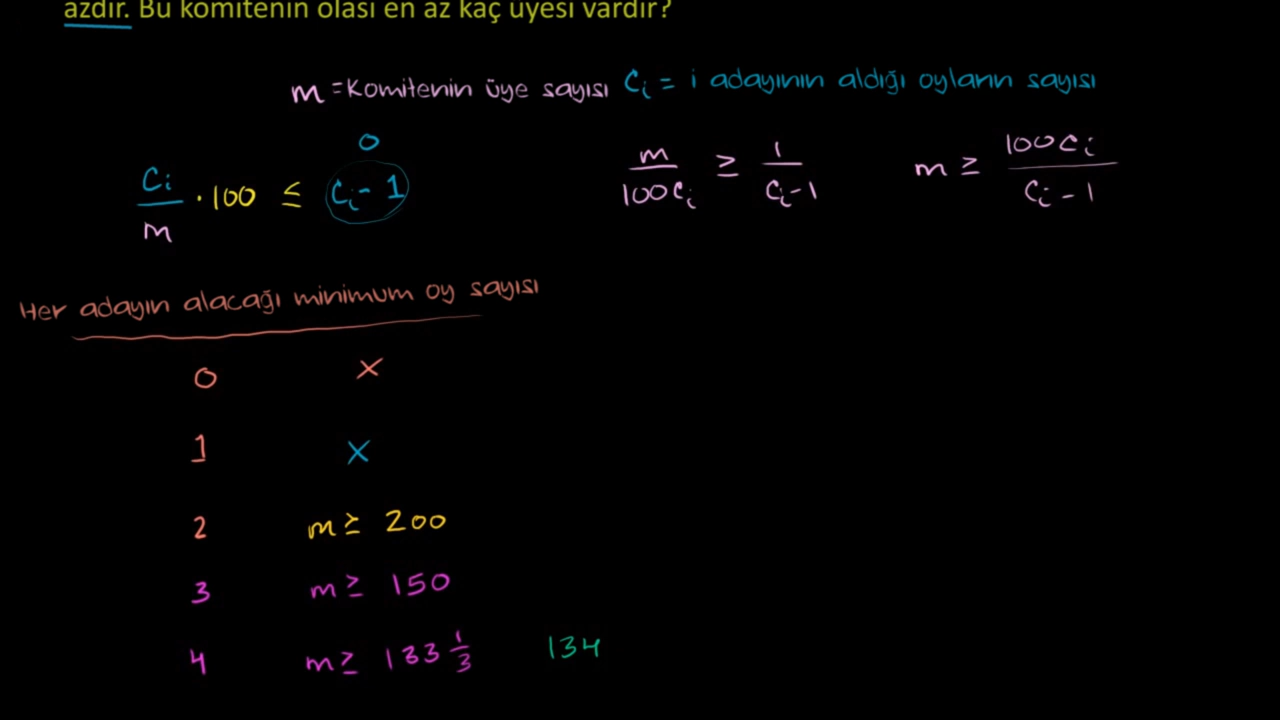 azdır. Bu komitenin olası en az kaç üyesi vardır?
m = Komitenin üye sayısı Cᵢ = i adayının aldığı oyların sayısı
0
Cᵢ/m · 100 ≤ Cᵢ - 1 m/100Cᵢ ≥ 1/Cᵢ-1 m ≥ 100Cᵢ/Cᵢ - 1
Her adayın alacağı minimum oy sayısı
0 X
1 X
2 m ≥ 200
3 m ≥ 150
4 m ≥ 133 1/3 134